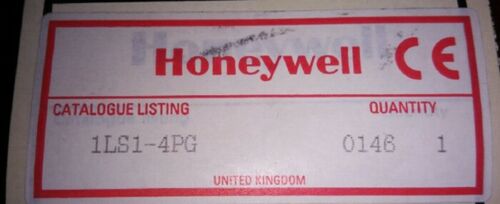 Honeywell CE
CATALOGUE LISTING QUANTITY
1LS1-4PG 0146 1
UNITED KINGDOM